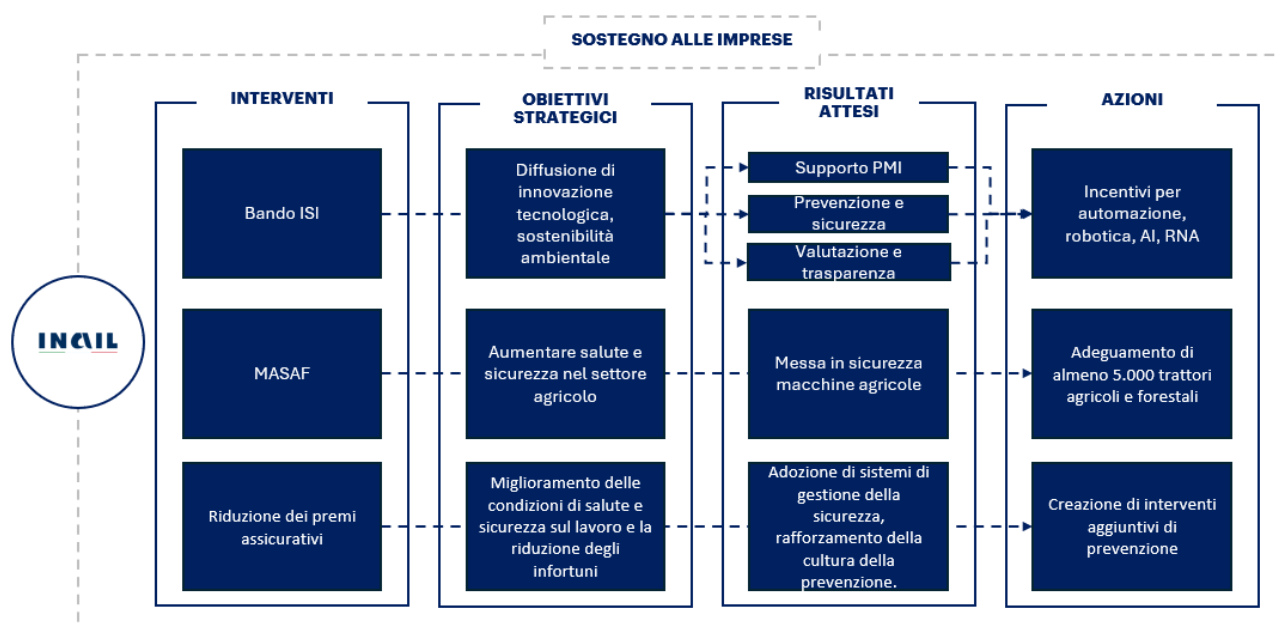 SOSTEGNO ALLE IMPRESE
INTERVENTI
OBIETTIVI
STRATEGICI
RISULTATI
ATTESI
AZIONI
Bando ISI
Diffusione di
innovazione
tecnologica,
sostenibilità
ambientale
Supporto PMI
Prevenzione e
sicurezza
Valutazione e
trasparenza
Incentivi per
automazione,
robotica, AI, RNA
INAIL
MASAF
Aumentare salute e
sicurezza nel settore
agricolo
Messa in sicurezza
macchine agricole
Adeguamento di
almeno 5.000 trattori
agricoli e forestali
Riduzione dei premi
assicurativi
Miglioramento delle
condizioni di salute e
sicurezza sul lavoro e la
riduzione degli
infortuni
Adozione di sistemi di
gestione della
sicurezza,
rafforzamento della
cultura della
prevenzione.
Creazione di interventi
aggiuntivi di
prevenzione